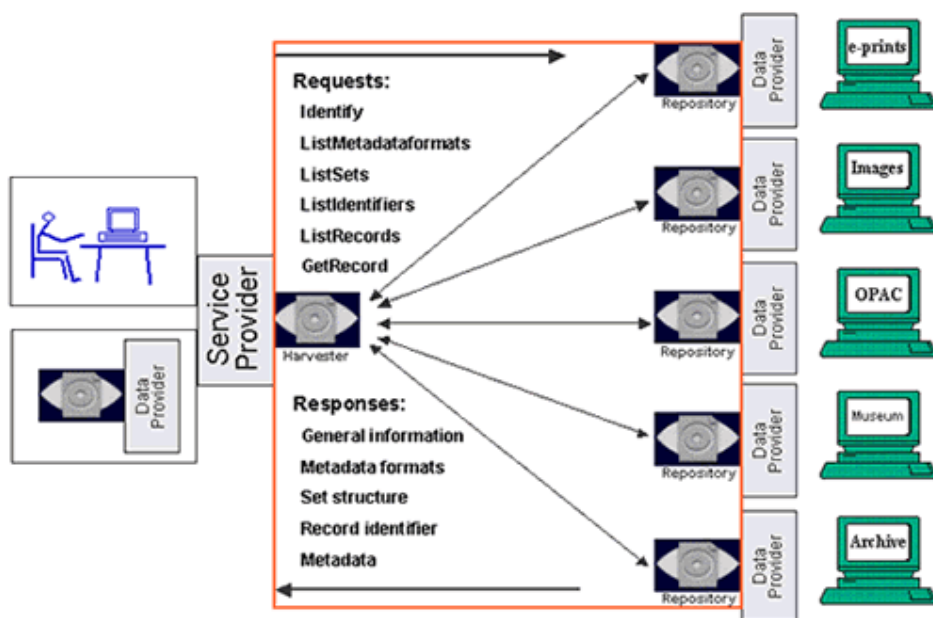 Requests:
Identify
ListMetadataformats
ListSets
ListIdentifiers
ListRecords
GetRecord
Service
Provider
Harvester
Data
Provider
Responses:
General information
Metadata formats
Set structure
Record identifier
Metadata
Repository
Data
Provider
e-prints
Repository
Data
Provider
Images
Repository
Data
Provider
OPAC
Repository
Data
Provider
Museum
Repository
Data
Provider
Archive